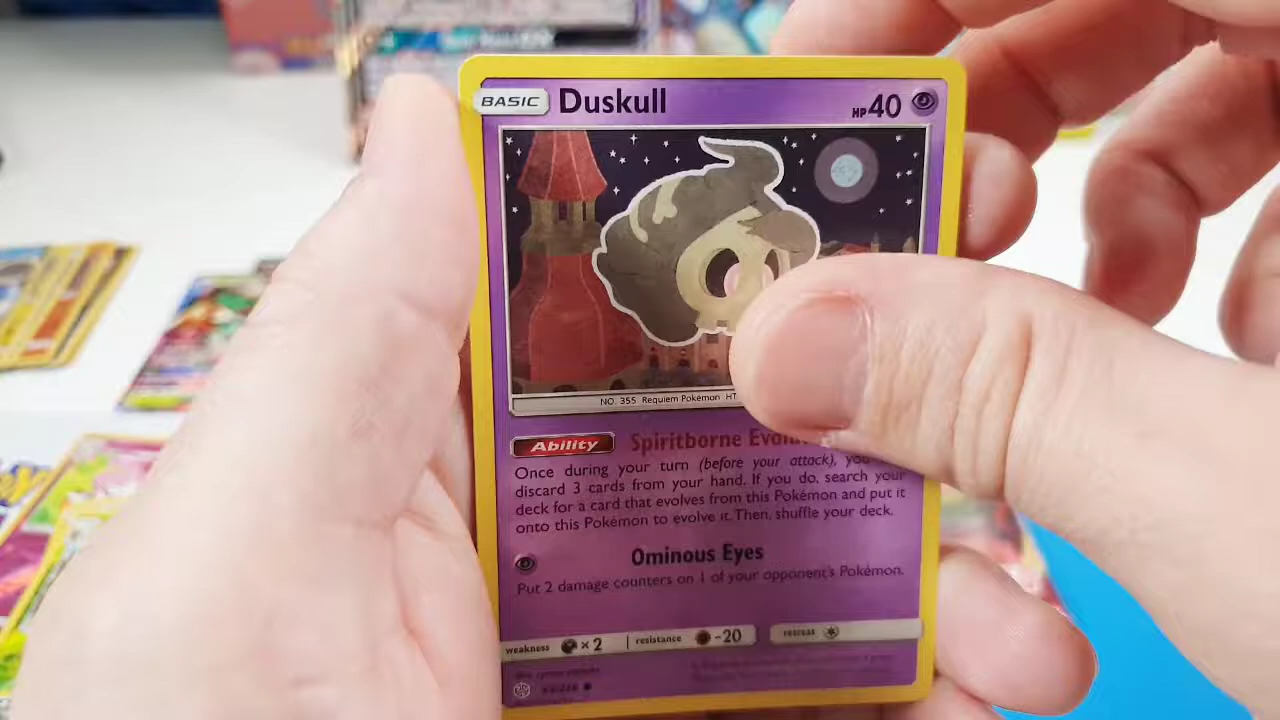 BASIC Duskull HP 40
NO. 355 Requiem Pokémon HT
Ability Spiritborne
Once during your turn (before your attack), you
discard 3 cards from your hand. If you do, search your
deck for a card that evolves from this Pokémon and put it
onto this Pokémon to evolve it. Then, shuffle your deck.
Ominous Eyes
Put 2 damage counters on 1 of your opponent's Pokémon.
weakness ×2 resistance -20 retreat